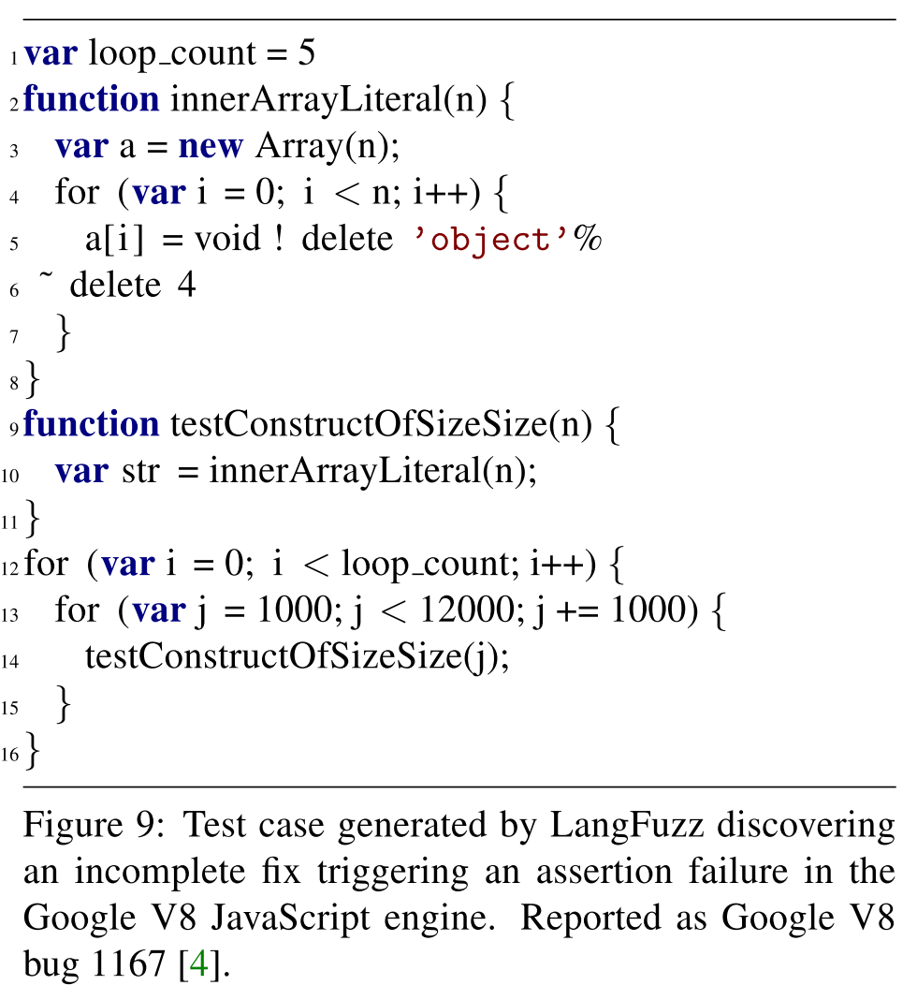 1 var loop_count = 5
2 function innerArrayLiteral(n) {
3 var a = new Array(n);
4 for (var i = 0; i < n; i++) {
5 a[i] = void ! delete 'object'%
6 ~ delete 4
7 }
8 }
9 function testConstructOfSizeSize(n) {
10 var str = innerArrayLiteral(n);
11 }
12 for (var i = 0; i < loop_count; i++) {
13 for (var j = 1000; j < 12000; j += 1000) {
14 testConstructOfSizeSize(j);
15 }
16 }
Figure 9: Test case generated by LangFuzz discovering
an incomplete fix triggering an assertion failure in the
Google V8 JavaScript engine. Reported as Google V8
bug 1167 [4].